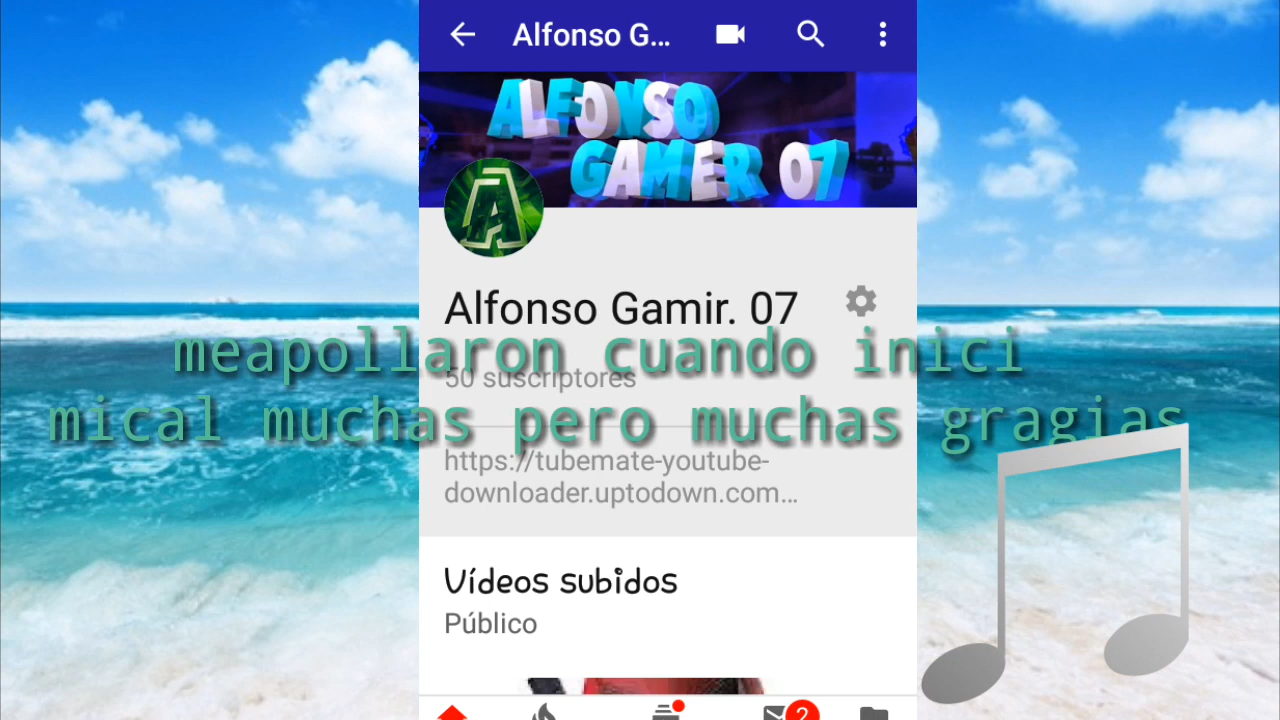 Alfonso G...
ALFONSO
GAMER 07
A
Alfonso Gamir. 07
meapollaron cuando inici
50 suscriptores
mical muchas pero muchas gragias
https://tubemate-youtube-
downloader.uptodown.com...
Vídeos subidos
Público
2